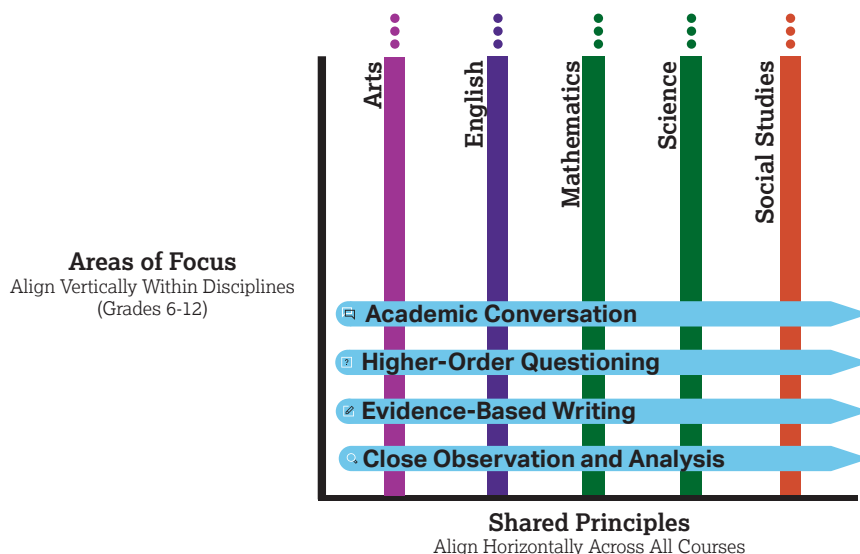 Arts
English
Mathematics
Science
Social Studies
Areas of Focus
Align Vertically Within Disciplines
(Grades 6-12)
Academic Conversation
? Higher-Order Questioning
Evidence-Based Writing
Close Observation and Analysis
Shared Principles
Align Horizontally Across All Courses